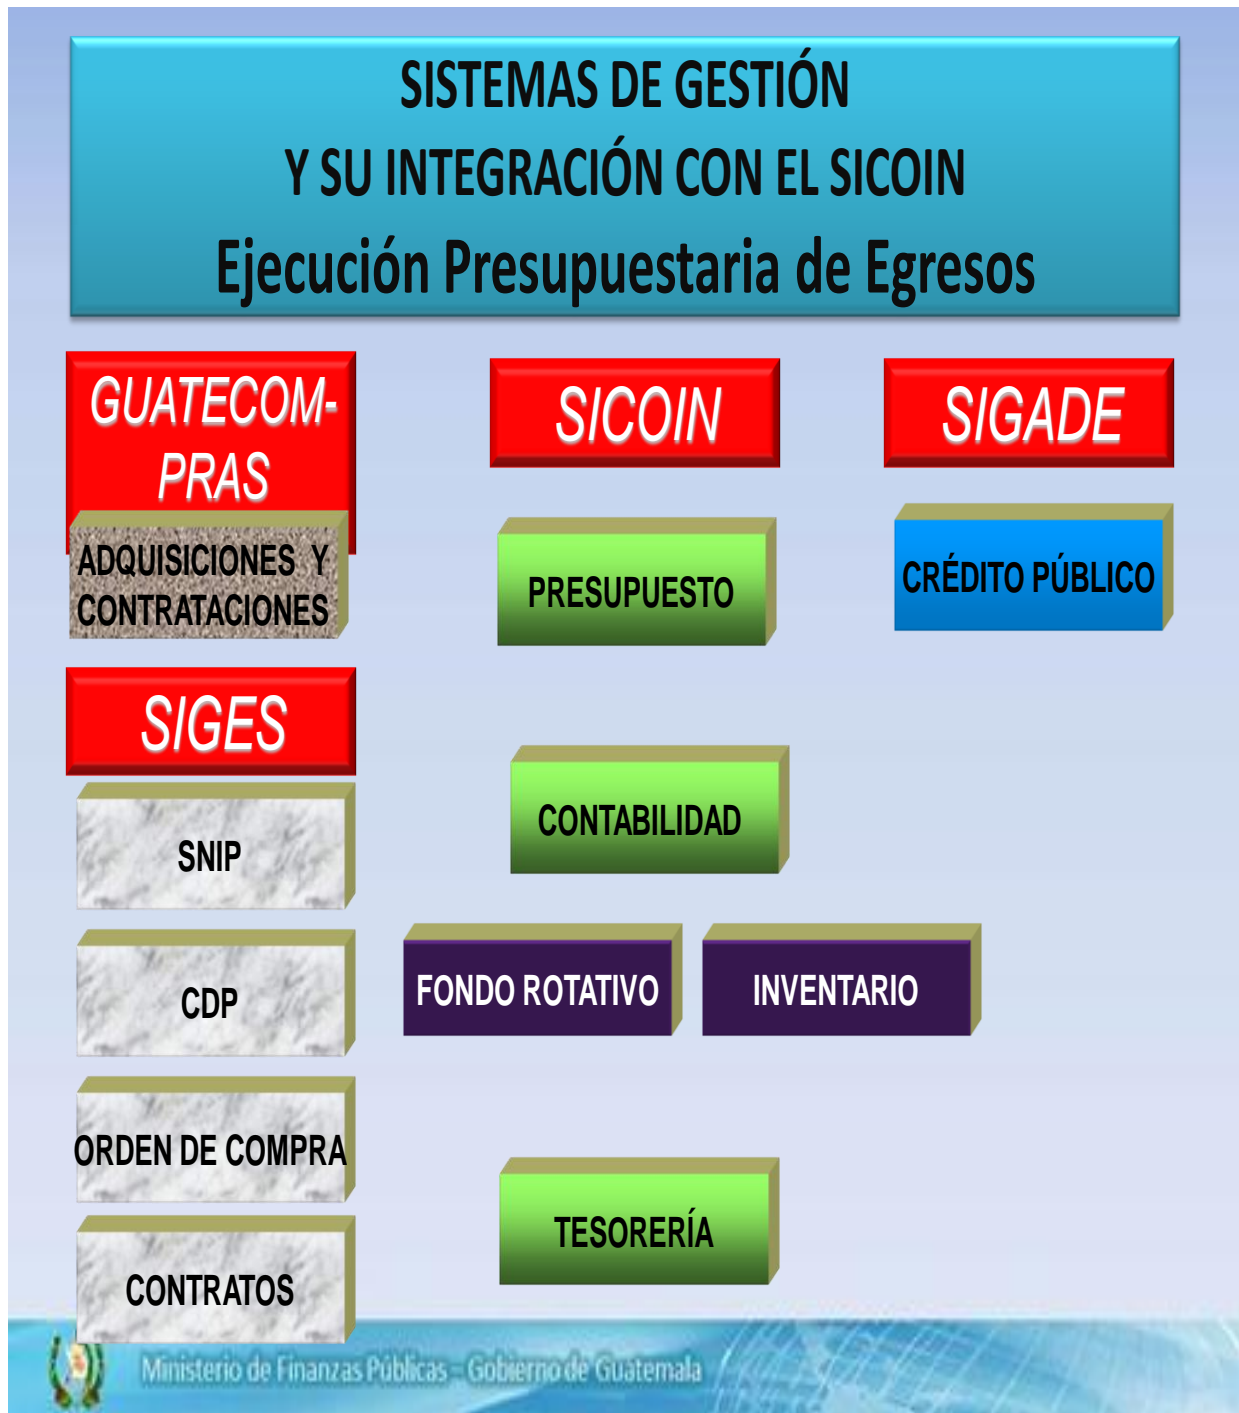 SISTEMAS DE GESTIÓN
Y SU INTEGRACIÓN CON EL SICOIN
Ejecución Presupuestaria de Egresos
GUATECOM-
PRAS
ADQUISICIONES Y
CONTRATACIONES
SICOIN
PRESUPUESTO
SIGADE
CRÉDITO PÚBLICO
SIGES
SNIP
CONTABILIDAD
CDP
FONDO ROTATIVO
INVENTARIO
ORDEN DE COMPRA
TESORERÍA
CONTRATOS
Ministerio de Finanzas Públicas – Gobierno de Guatemala